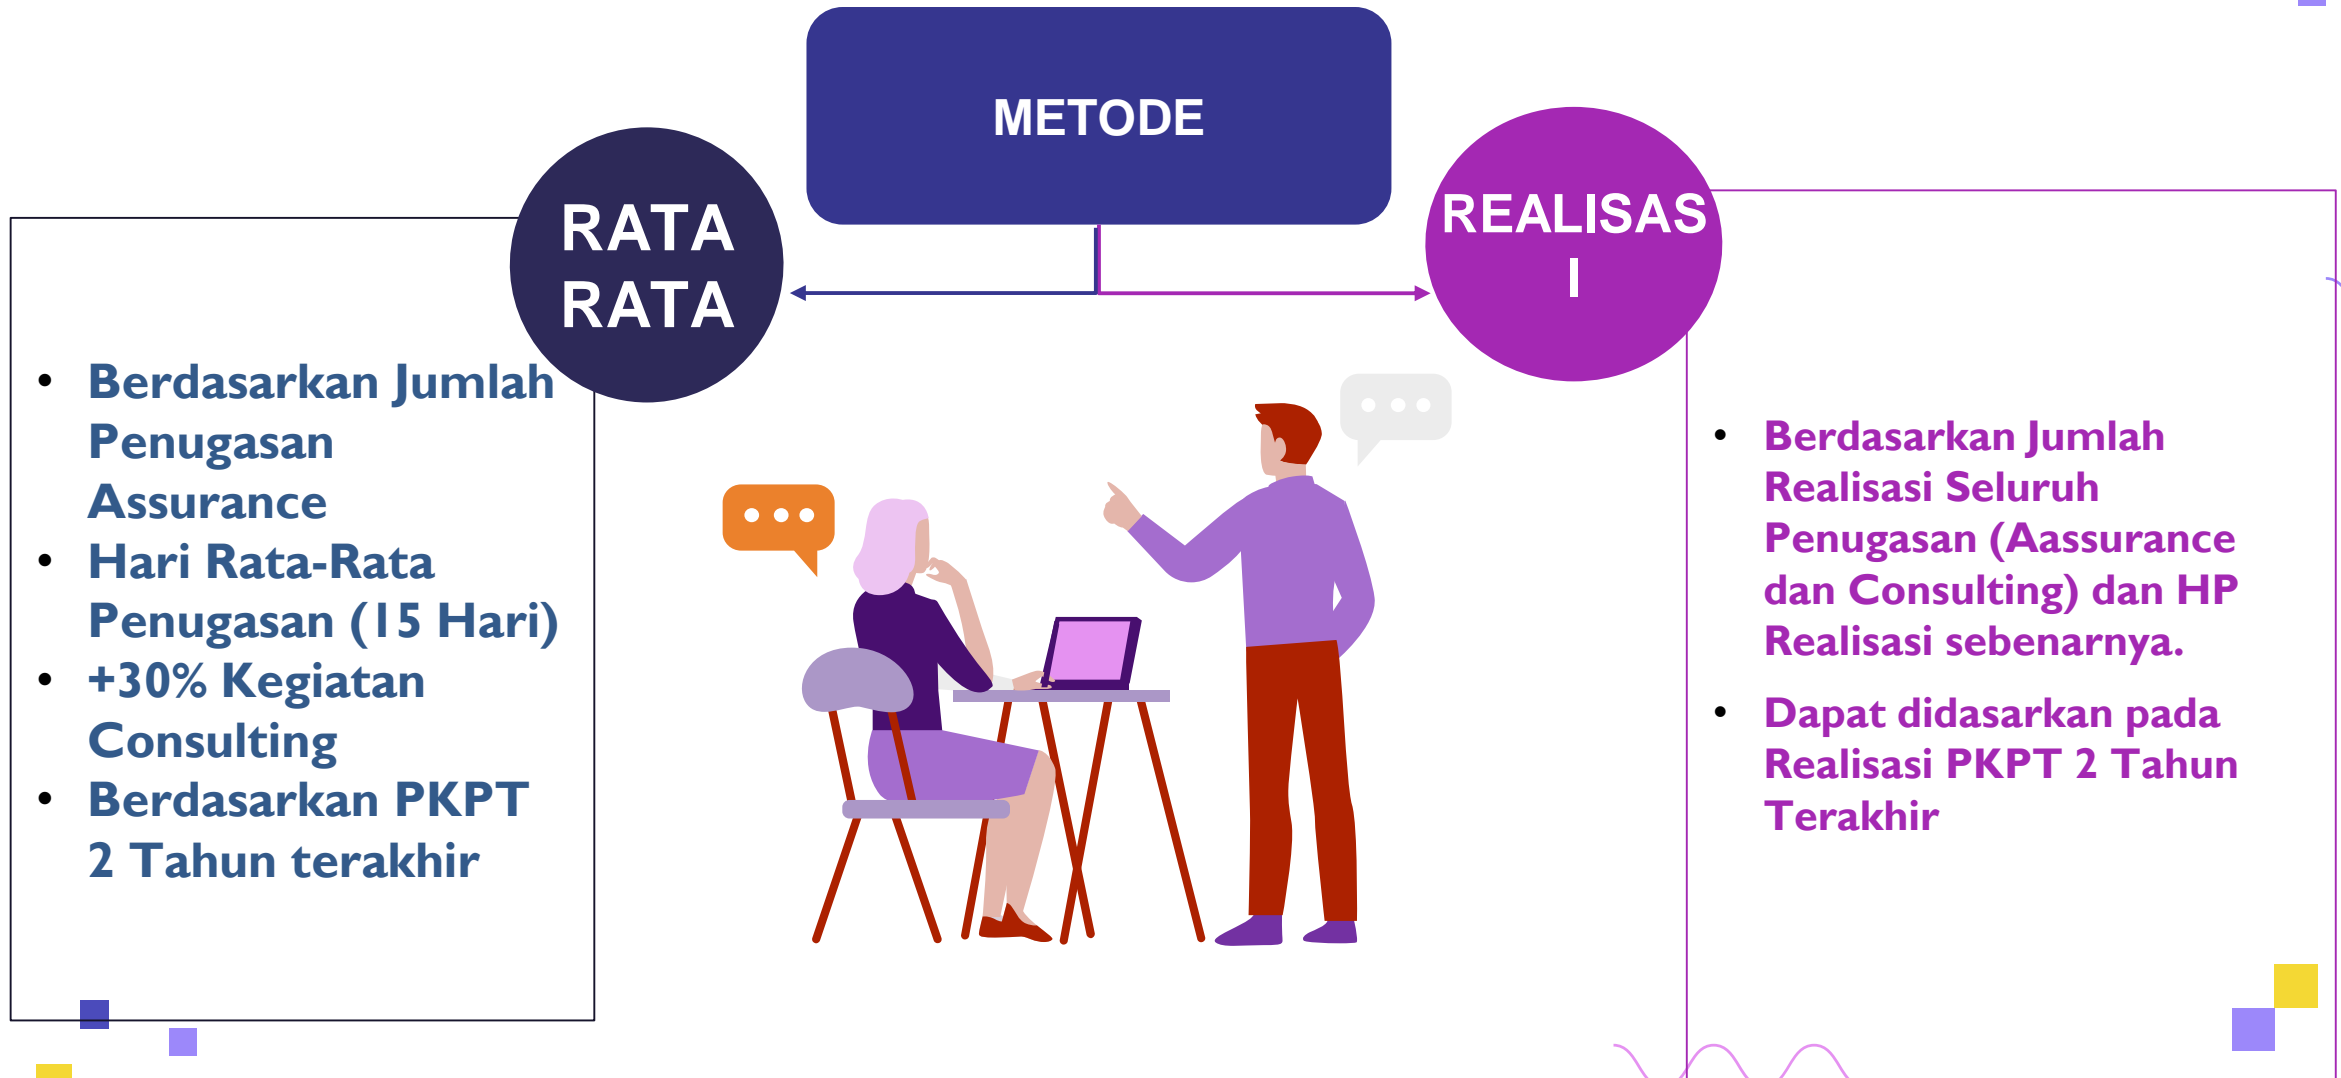 METODE
RATA
RATA
REALISAS
I
• Berdasarkan Jumlah
Penugasan
Assurance
• Hari Rata-Rata
Penugasan (15 Hari)
• +30% Kegiatan
Consulting
• Berdasarkan PKPT
2 Tahun terakhir
• Berdasarkan Jumlah
Realisasi Seluruh
Penugasan (Aassurance
dan Consulting) dan HP
Realisasi sebenarnya.
• Dapat didasarkan pada
Realisasi PKPT 2 Tahun
Terakhir